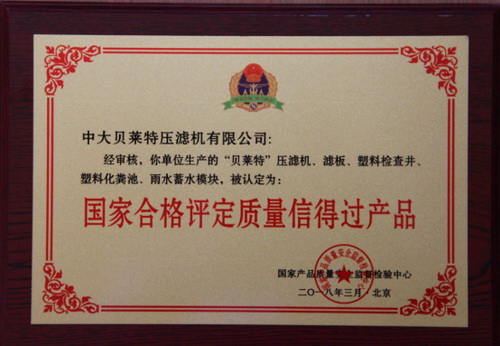 中大贝莱特压滤机有限公司:
经审核,你单位生产的“贝莱特”压滤机、滤板、塑料检查井、
塑料化粪池、雨水蓄水模块,被认定为:
国家合格评定质量信得过产品
国家产品质量安全监督检验中心
二〇一八年三月·北京